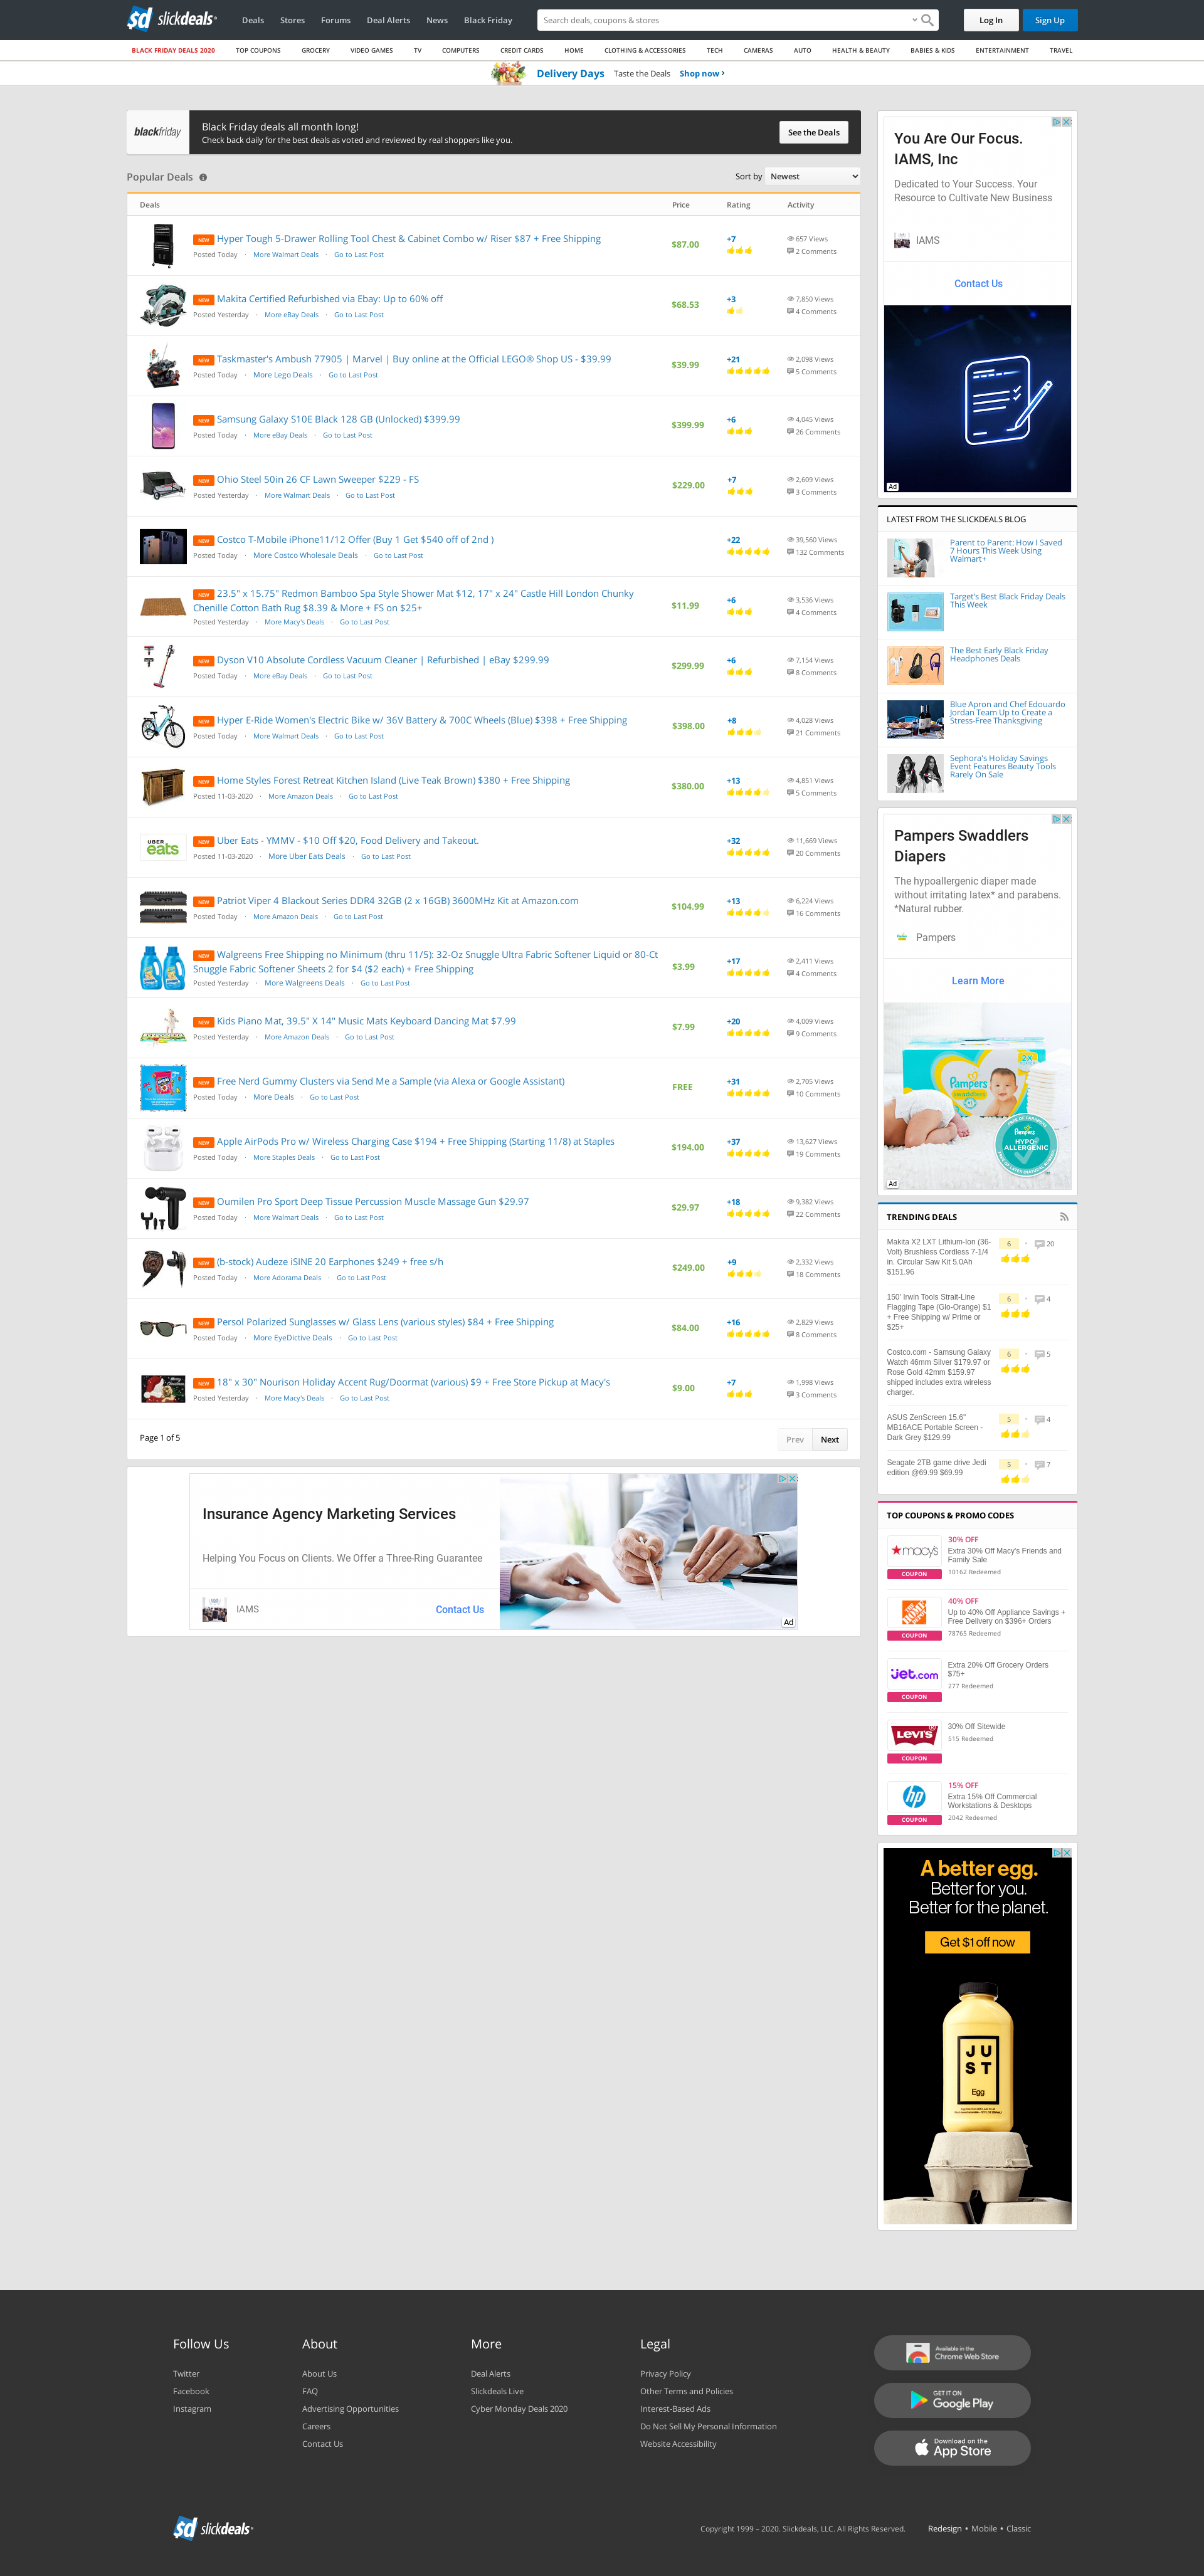 sd slickdeals
Deals Stores Forums Deal Alerts News Black Friday
Search deals, coupons & stores
Log In
Sign Up
BLACK FRIDAY DEALS 2020 TOP COUPONS GROCERY VIDEO GAMES TV COMPUTERS CREDIT CARDS HOME CLOTHING & ACCESSORIES TECH CAMERAS AUTO HEALTH & BEAUTY BABIES & KIDS ENTERTAINMENT TRAVEL
Delivery Days Taste the Deals Shop now
blackfriday
Black Friday deals all month long!
Check back daily for the best deals as voted and reviewed by real shoppers like you.
See the Deals
Popular Deals
Sort by Newest
Deals Price Rating Activity
NEW Hyper Tough 5-Drawer Rolling Tool Chest & Cabinet Combo w/ Riser $87 + Free Shipping
Posted Today · More Walmart Deals · Go to Last Post
$87.00
+7
657 Views
2 Comments
NEW Makita Certified Refurbished via Ebay: Up to 60% off
Posted Yesterday · More eBay Deals · Go to Last Post
$68.53
+3
7,850 Views
4 Comments
NEW Taskmaster's Ambush 77905 | Marvel | Buy online at the Official LEGO® Shop US - $39.99
Posted Today · More Lego Deals · Go to Last Post
$39.99
+21
2,098 Views
5 Comments
NEW Samsung Galaxy S10E Black 128 GB (Unlocked) $399.99
Posted Today · More eBay Deals · Go to Last Post
$399.99
+6
4,045 Views
26 Comments
NEW Ohio Steel 50in 26 CF Lawn Sweeper $229 - FS
Posted Yesterday · More Walmart Deals · Go to Last Post
$229.00
+7
2,609 Views
3 Comments
NEW Costco T-Mobile iPhone11/12 Offer (Buy 1 Get $540 off of 2nd )
Posted Today · More Costco Wholesale Deals · Go to Last Post
+22
39,560 Views
132 Comments
NEW 23.5" x 15.75" Redmon Bamboo Spa Style Shower Mat $12, 17" x 24" Castle Hill London Chunky
Chenille Cotton Bath Rug $8.39 & More + FS on $25+
Posted Yesterday · More Macy's Deals · Go to Last Post
$11.99
+6
3,536 Views
4 Comments
NEW Dyson V10 Absolute Cordless Vacuum Cleaner | Refurbished | eBay $299.99
Posted Today · More eBay Deals · Go to Last Post
$299.99
+6
7,154 Views
8 Comments
NEW Hyper E-Ride Women's Electric Bike w/ 36V Battery & 700C Wheels (Blue) $398 + Free Shipping
Posted Today · More Walmart Deals · Go to Last Post
$398.00
+8
4,028 Views
21 Comments
NEW Home Styles Forest Retreat Kitchen Island (Live Teak Brown) $380 + Free Shipping
Posted 11-03-2020 · More Amazon Deals · Go to Last Post
$380.00
+13
4,851 Views
5 Comments
UBER eats
NEW Uber Eats - YMMV - $10 Off $20, Food Delivery and Takeout.
Posted 11-03-2020 · More Uber Eats Deals · Go to Last Post
+32
11,669 Views
20 Comments
NEW Patriot Viper 4 Blackout Series DDR4 32GB (2 x 16GB) 3600MHz Kit at Amazon.com
Posted Today · More Amazon Deals · Go to Last Post
$104.99
+13
6,224 Views
16 Comments
NEW Walgreens Free Shipping no Minimum (thru 11/5): 32-Oz Snuggle Ultra Fabric Softener Liquid or 80-Ct
Snuggle Fabric Softener Sheets 2 for $4 ($2 each) + Free Shipping
Posted Yesterday · More Walgreens Deals · Go to Last Post
$3.99
+17
2,411 Views
4 Comments
NEW Kids Piano Mat, 39.5" X 14" Music Mats Keyboard Dancing Mat $7.99
Posted Yesterday · More Amazon Deals · Go to Last Post
$7.99
+20
4,009 Views
9 Comments
NEW Free Nerd Gummy Clusters via Send Me a Sample (via Alexa or Google Assistant)
Posted Today · More Deals · Go to Last Post
FREE
+31
2,705 Views
10 Comments
NEW Apple AirPods Pro w/ Wireless Charging Case $194 + Free Shipping (Starting 11/8) at Staples
Posted Today · More Staples Deals · Go to Last Post
$194.00
+37
13,627 Views
19 Comments
NEW Oumilen Pro Sport Deep Tissue Percussion Muscle Massage Gun $29.97
Posted Today · More Walmart Deals · Go to Last Post
$29.97
+18
9,382 Views
22 Comments
NEW (b-stock) Audeze iSINE 20 Earphones $249 + free s/h
Posted Today · More Adorama Deals · Go to Last Post
$249.00
+9
2,332 Views
18 Comments
NEW Persol Polarized Sunglasses w/ Glass Lens (various styles) $84 + Free Shipping
Posted Today · More EyeDictive Deals · Go to Last Post
$84.00
+16
2,829 Views
8 Comments
NEW 18" x 30" Nourison Holiday Accent Rug/Doormat (various) $9 + Free Store Pickup at Macy's
Posted Yesterday · More Macy's Deals · Go to Last Post
$9.00
+7
1,998 Views
3 Comments
Page 1 of 5
Prev Next
Insurance Agency Marketing Services
Helping You Focus on Clients. We Offer a Three-Ring Guarantee
IAMS
Contact Us
Ad
You Are Our Focus.
IAMS, Inc
Dedicated to Your Success. Your
Resource to Cultivate New Business
IAMS
Contact Us
Ad
LATEST FROM THE SLICKDEALS BLOG
Parent to Parent: How I Saved
7 Hours This Week Using
Walmart+
Target's Best Black Friday Deals
This Week
The Best Early Black Friday
Headphones Deals
Blue Apron and Chef Edouardo
Jordan Team Up to Create a
Stress-Free Thanksgiving
Sephora's Holiday Savings
Event Features Beauty Tools
Rarely On Sale
Pampers Swaddlers
Diapers
The hypoallergenic diaper made
without irritating latex* and parabens.
*Natural rubber.
Pampers
Learn More
Pampers
swaddlers
2X
Pampers
HYPO
ALLERGENIC
Ad
TRENDING DEALS
Makita X2 LXT Lithium-Ion (36-
Volt) Brushless Cordless 7-1/4
in. Circular Saw Kit 5.0Ah
$151.96
6 • 20
150' Irwin Tools Strait-Line
Flagging Tape (Glo-Orange) $1
+ Free Shipping w/ Prime or
$25+
6 • 4
Costco.com - Samsung Galaxy
Watch 46mm Silver $179.97 or
Rose Gold 42mm $159.97
shipped includes extra wireless
charger.
6 • 5
ASUS ZenScreen 15.6"
MB16ACE Portable Screen -
Dark Grey $129.99
5 • 4
Seagate 2TB game drive Jedi
edition @69.99 $69.99
5 • 7
TOP COUPONS & PROMO CODES
macy's
COUPON
30% OFF
Extra 30% Off Macy's Friends and
Family Sale
10162 Redeemed
COUPON
40% OFF
Up to 40% Off Appliance Savings +
Free Delivery on $396+ Orders
78765 Redeemed
jet.com
COUPON
Extra 20% Off Grocery Orders
$75+
277 Redeemed
LEVI'S
COUPON
30% Off Sitewide
515 Redeemed
hp
COUPON
15% OFF
Extra 15% Off Commercial
Workstations & Desktops
2042 Redeemed
A better egg.
Better for you.
Better for the planet.
Get $1 off now
JUST
Egg
Follow Us
Twitter
Facebook
Instagram
About
About Us
FAQ
Advertising Opportunities
Careers
Contact Us
More
Deal Alerts
Slickdeals Live
Cyber Monday Deals 2020
Legal
Privacy Policy
Other Terms and Policies
Interest-Based Ads
Do Not Sell My Personal Information
Website Accessibility
Available in the
Chrome Web Store
GET IT ON
Google Play
Download on the
App Store
sd slickdeals
Copyright 1999 – 2020. Slickdeals, LLC. All Rights Reserved.
Redesign • Mobile • Classic